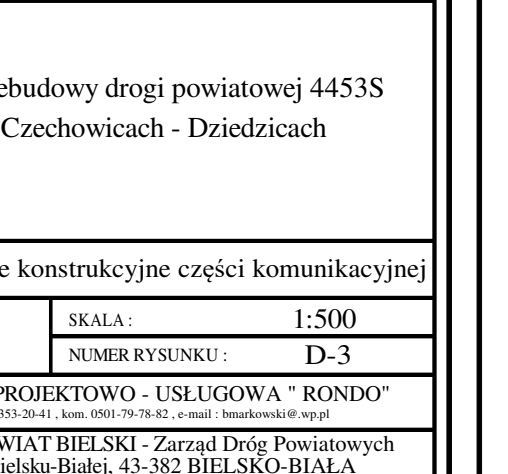 ebudowy drogi powiatowej 4453S
Czechowicach - Dziedzicach
e konstrukcyjne części komunikacyjnej
SKALA : 1:500
NUMER RYSUNKU : D-3
PROJEKTOWO - USŁUGOWA " RONDO"
353-20-41 , kom. 0501-79-78-82 , e-mail : bmarkowski@.wp.pl
WIAT BIELSKI - Zarząd Dróg Powiatowych
ielsku-Białej, 43-382 BIELSKO-BIAŁA